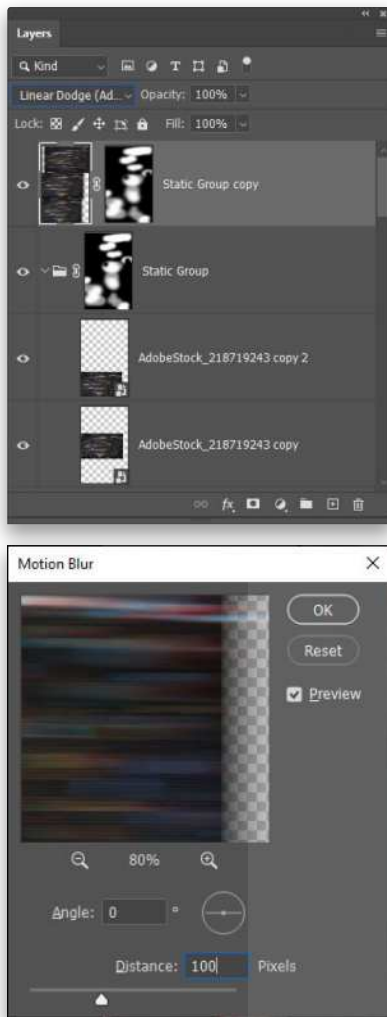 Layers
Kind
Linear Dodge (Ad... Opacity: 100%
Lock: Fill: 100%
Static Group copy
Static Group
AdobeStock_218719243 copy 2
AdobeStock_218719243 copy
fx
Motion Blur
OK
Reset
Preview
80%
Angle: 0 °
Distance: 100 Pixels